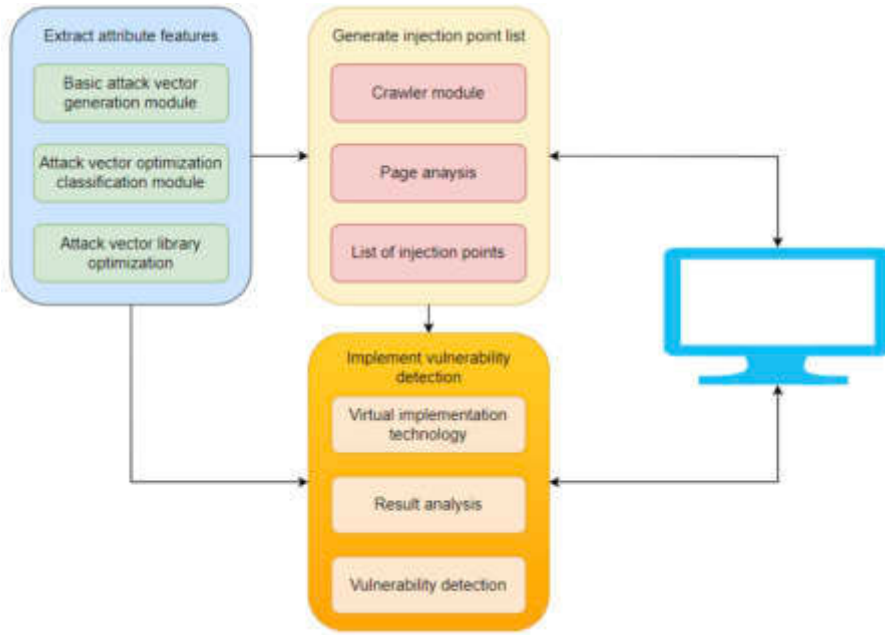 Extract attribute features
Basic attack vector
generation module
Attack vector optimization
classification module
Attack vector library
optimization
Generate injection point list
Crawler module
Page anaysis
List of injection points
Implement vulnerability
detection
Virtual implementation
technology
Result analysis
Vulnerability detection